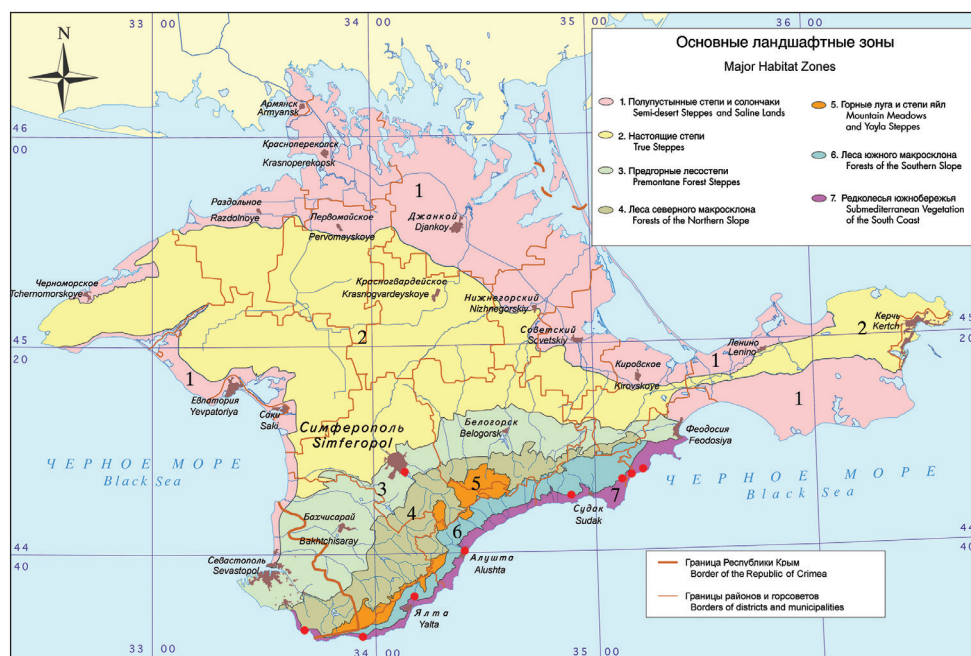 33 00
34 00
35 00
N
Основные ландшафтные зоны
Major Habitat Zones
1. Полупустынные степи и солончаки
Semi-desert Steppes and Saline Lands
2. Настоящие степи
True Steppes
3. Предгорные лесостепи
Premontane Forest Steppes
4. Леса северного макросклона
Forests of the Northern Slope
5. Горные луга и степи яйл
Mountain Meadows
and Yayla Steppes
6. Леса южного макросклона
Forests of the Southern Slope
7. Редколесья южнобережья
Submediterranean Vegetation
of the South Coast
Армянск
Armyansk
46
00
Красноперекопск
Krasnoperekopsk
1
Раздольное
Razdolnoye
Первомайское
Pervomayskoye
Джанкой
Djankoy
Черноморское
Tchernomorskoye
Красногвардейское
Krasnogvardeyskoye
Нижнегорский
Nizhnegorskiy
Советский
Sovetskiy
2
45
20
Керчь
Kertch
2
45
20
Ленино
Lenino
1
Кировское
Kirovskoye
1
1
Евпатория
Yevpatoriya
Саки
Saki
Симферополь
Simferopol
Белогорск
Belogorsk
Феодосия
Feodosiya
ЧЕРНОЕ МОРЕ
Black Sea
ЧЕРНОЕ МОРЕ
Black Sea
3
5
7
4
6
Судак
Sudak
Бахчисарай
Bakhtchisaray
44
40
44
40
Алушта
Alushta
Севастополь
Sevastopol
Ялта
Yalta
Граница Республики Крым
Border of the Republic of Crimea
Границы районов и горсоветов
Borders of districts and municipalities
33 00
34 00
35 00
36 00